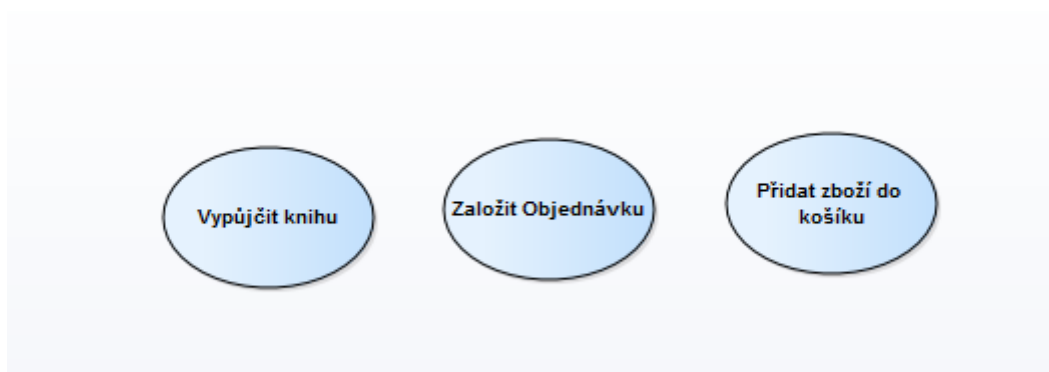 Vypůjčit knihu
Založit Objednávku
Přidat zboží do
košíku